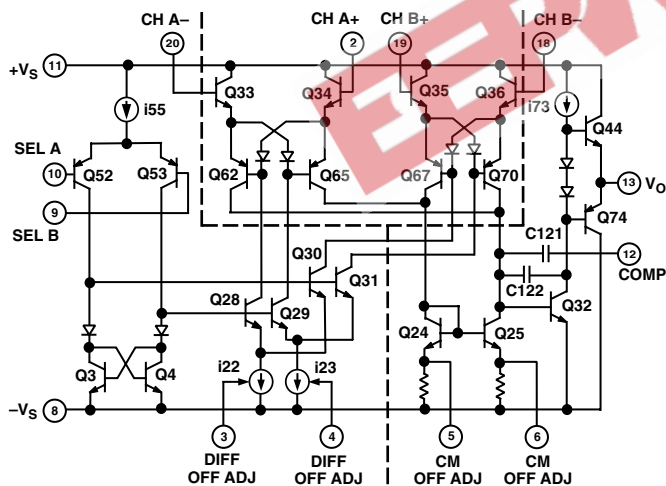 CH A–
CH A+
CH B+
CH B–
20
2
19
18
+VS
11
Q33
Q34
Q35
Q36
i73
i55
Q44
SEL A
10
Q52
Q53
Q62
Q65
Q67
Q70
13
VO
9
SEL B
Q74
Q30
C121
12
COMP
Q31
C122
Q28
Q29
Q24
Q25
Q32
Q3
Q4
i22
i23
–VS
8
3
4
5
6
DIFF
OFF ADJ
DIFF
OFF ADJ
CM
OFF ADJ
CM
OFF ADJ